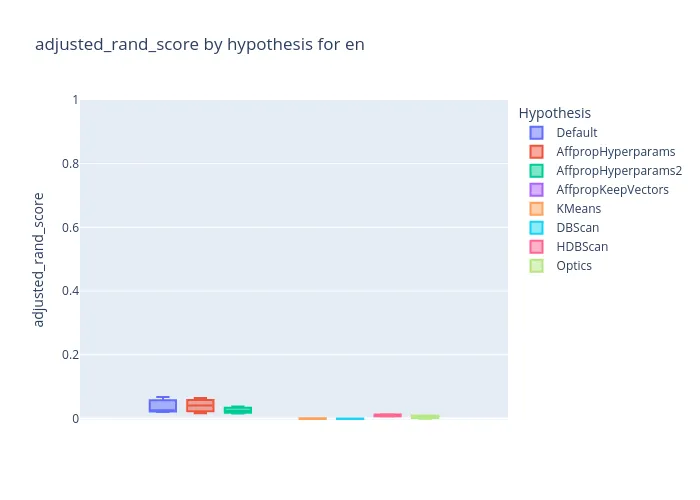 adjusted_rand_score by hypothesis for en
adjusted_rand_score
1
0.8
0.6
0.4
0.2
0
Hypothesis
Default
AffpropHyperparams
AffpropHyperparams2
AffpropKeepVectors
KMeans
DBScan
HDBScan
Optics